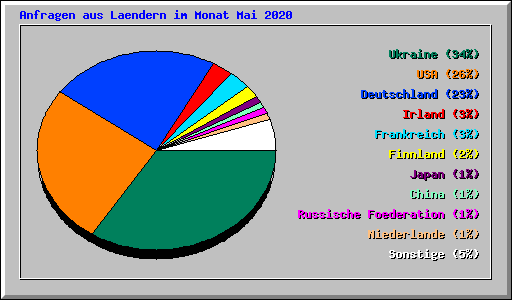 Anfragen aus Laendern im Monat Mai 2020
Ukraine (34%)
USA (26%)
Deutschland (23%)
Irland (3%)
Frankreich (3%)
Finnland (2%)
Japan (1%)
China (1%)
Russische Foederation (1%)
Niederlande (1%)
Sonstige (5%)